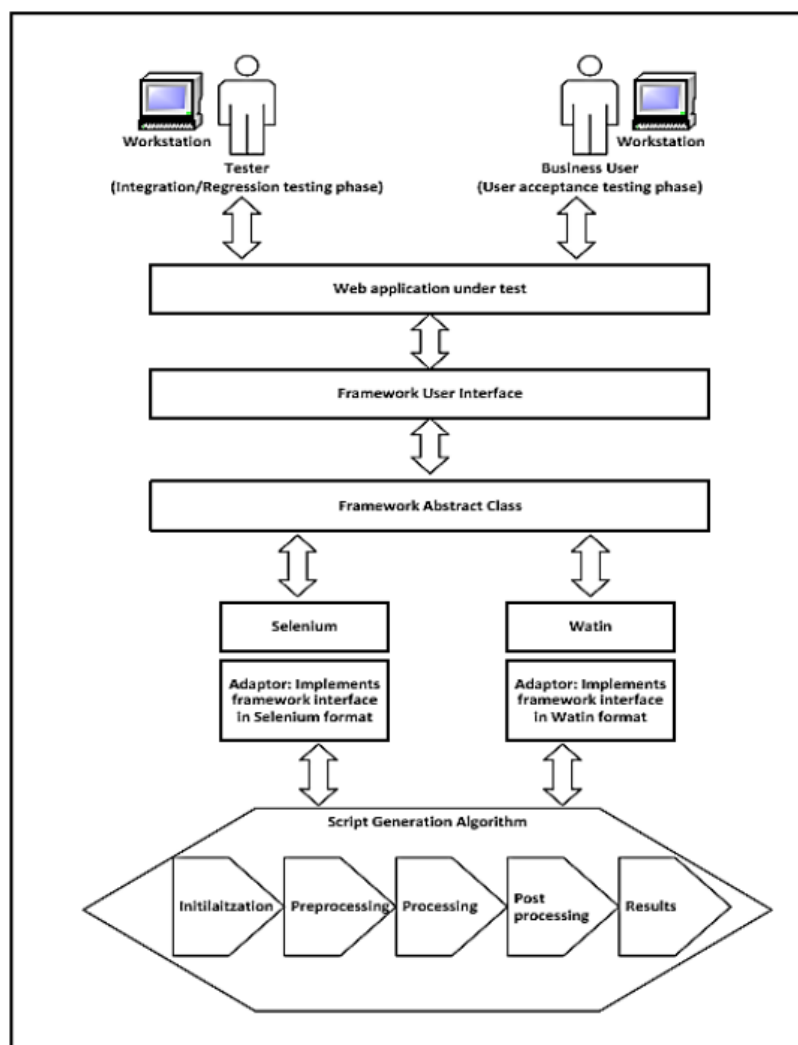 Workstation
Tester
(Integration/Regression testing phase)
Workstation
Business User
(User acceptance testing phase)
Web application under test
Framework User Interface
Framework Abstract Class
Selenium
Watin
Adaptor: Implements
framework interface
in Selenium format
Adaptor: Implements
framework interface
in Watin format
Script Generation Algorithm
Initilaitzation
Preprocessing
Processing
Post
processing
Results